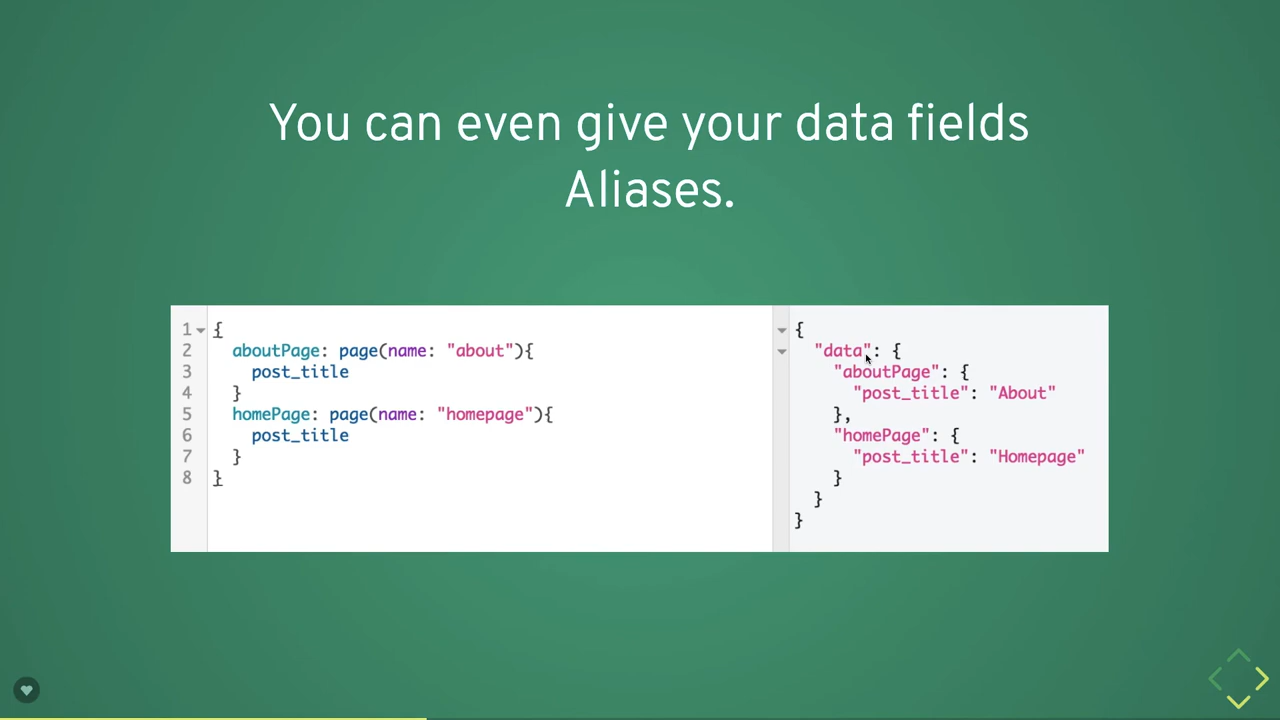 You can even give your data fields
Aliases.
1 {
2 aboutPage: page(name: "about"){
3 post_title
4 }
5 homePage: page(name: "homepage"){
6 post_title
7 }
8 }
{
"data": {
"aboutPage": {
"post_title": "About"
},
"homePage": {
"post_title": "Homepage"
}
}
}